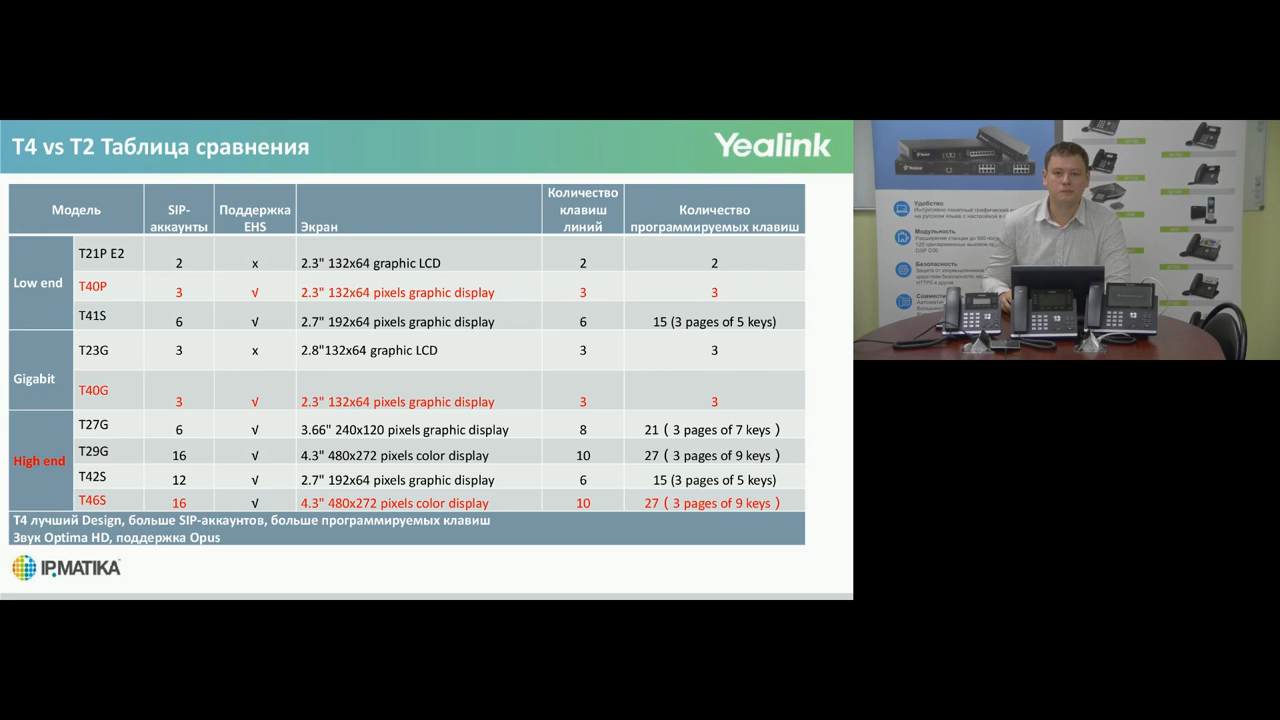 T4 vs T2 Таблица сравнения
Yealink
Модель SIP-аккаунты Поддержка EHS Экран Количество клавиш линий Количество программируемых клавиш
Low end
T21P E2 2 x 2.3" 132x64 graphic LCD 2 2
T40P 3 √ 2.3" 132x64 pixels graphic display 3 3
T41S 6 √ 2.7" 192x64 pixels graphic display 6 15 (3 pages of 5 keys)
Gigabit
T23G 3 x 2.8"132x64 graphic LCD 3 3
T40G 3 √ 2.3" 132x64 pixels graphic display 3 3
High end
T27G 6 √ 3.66" 240x120 pixels graphic display 8 21 ( 3 pages of 7 keys )
T29G 16 √ 4.3" 480x272 pixels color display 10 27 ( 3 pages of 9 keys )
T42S 12 √ 2.7" 192x64 pixels graphic display 6 15 (3 pages of 5 keys)
T46S 16 √ 4.3" 480x272 pixels color display 10 27 ( 3 pages of 9 keys )
T4 лучший Design, больше SIP-аккаунтов, больше программируемых клавиш
Звук Optima HD, поддержка Opus
IPMATIKA
Удобство
Модульность
Безопасность